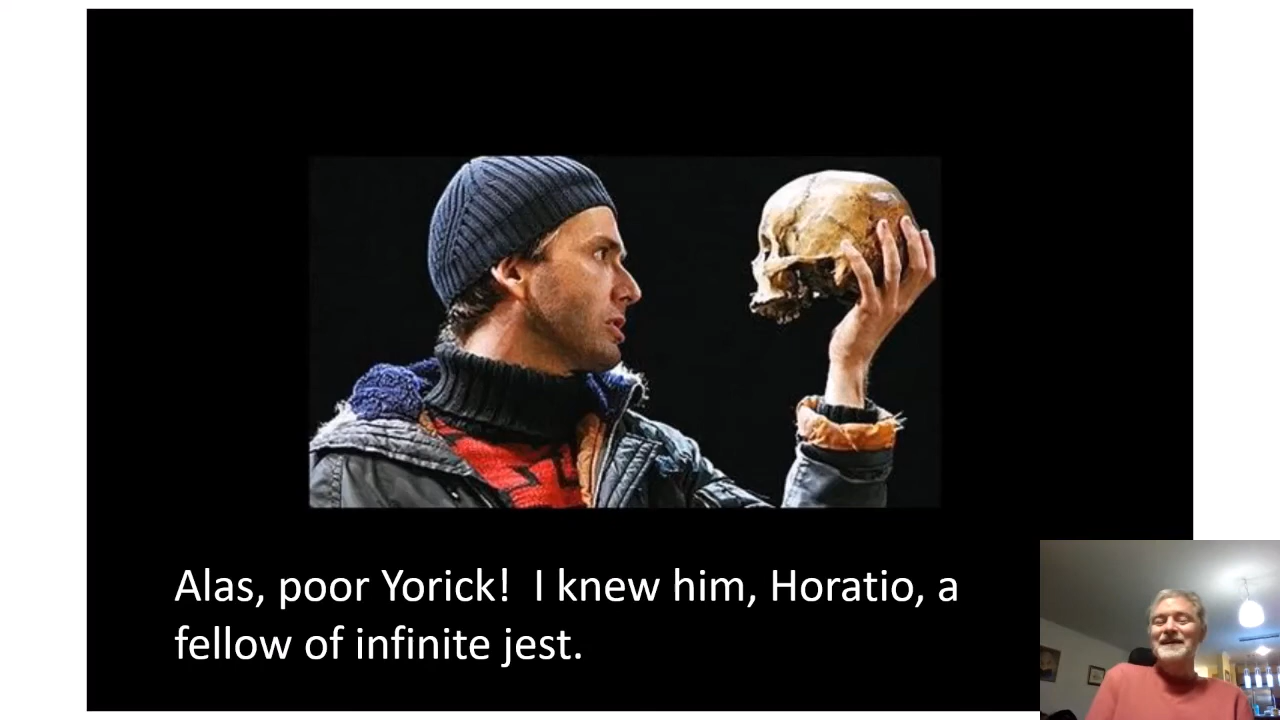 Alas, poor Yorick!  I knew him, Horatio, a
fellow of infinite jest.